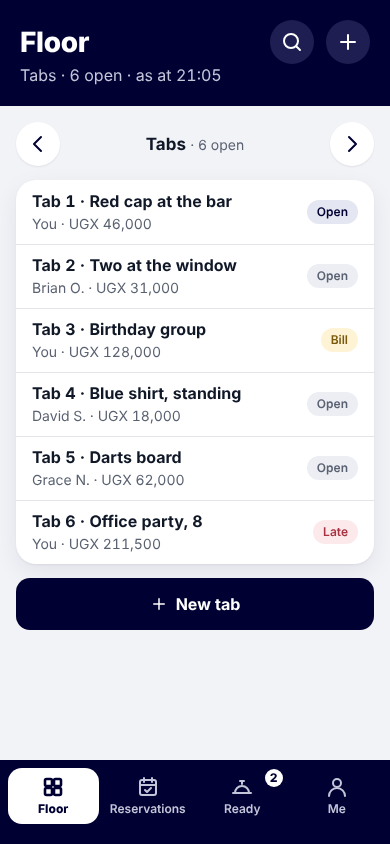 Floor
Tabs · 6 open · as at 21:05
Tabs · 6 open
Tab 1 · Red cap at the bar
You · UGX 46,000
Open
Tab 2 · Two at the window
Brian O. · UGX 31,000
Open
Tab 3 · Birthday group
You · UGX 128,000
Bill
Tab 4 · Blue shirt, standing
David S. · UGX 18,000
Open
Tab 5 · Darts board
Grace N. · UGX 62,000
Open
Tab 6 · Office party, 8
You · UGX 211,500
Late
+ New tab
Floor
Reservations
Ready
2
Me